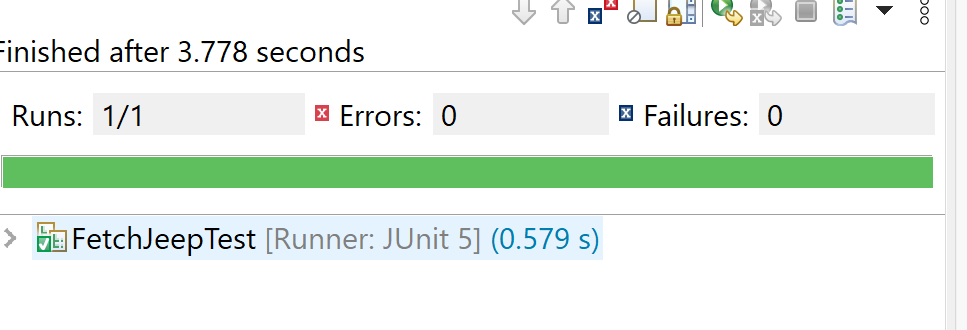 Finished after 3.778 seconds
Runs: 1/1 Errors: 0 Failures: 0
FetchJeepTest [Runner: JUnit 5] (0.579 s)